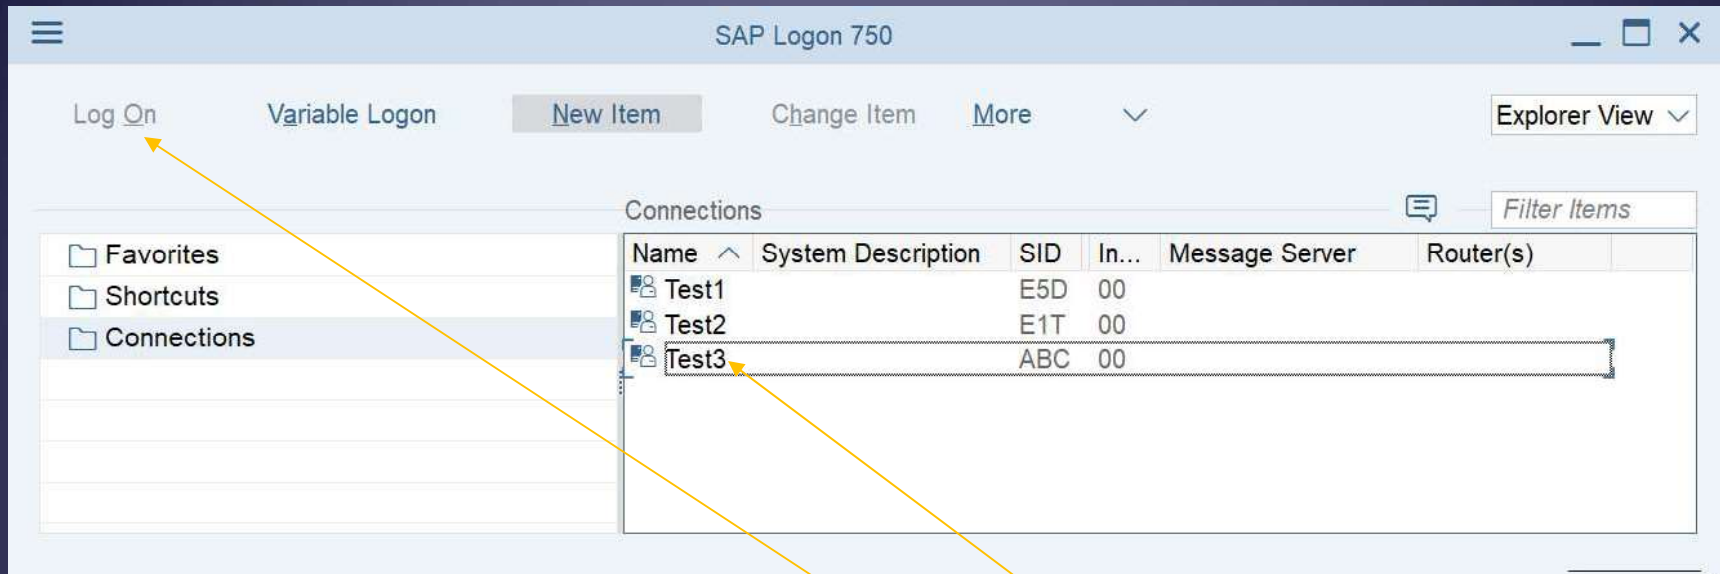 SAP Logon 750
Log On Variable Logon New Item Change Item More Explorer View
Connections Filter Items
Favorites
Shortcuts
Connections
Name System Description SID In... Message Server Router(s)
Test1 E5D 00
Test2 E1T 00
Test3 ABC 00